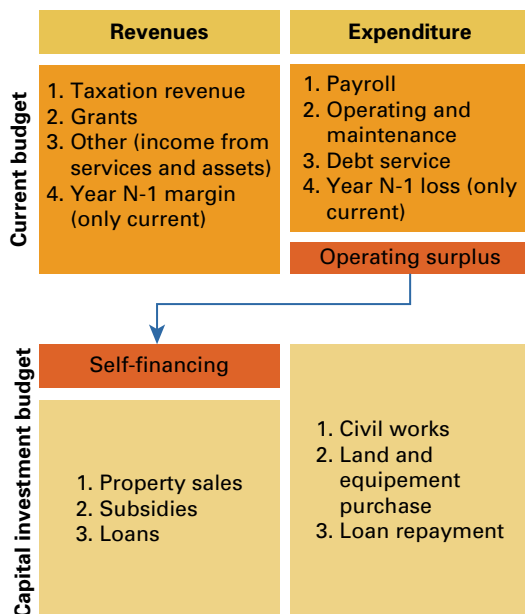 Revenues
Expenditure
Current budget
1. Taxation revenue
2. Grants
3. Other (income from
services and assets)
4. Year N-1 margin
(only current)
1. Payroll
2. Operating and
maintenance
3. Debt service
4. Year N-1 loss (only
current)
Operating surplus
Capital investment budget
Self-financing
1. Property sales
2. Subsidies
3. Loans
1. Civil works
2. Land and
equipement
purchase
3. Loan repayment